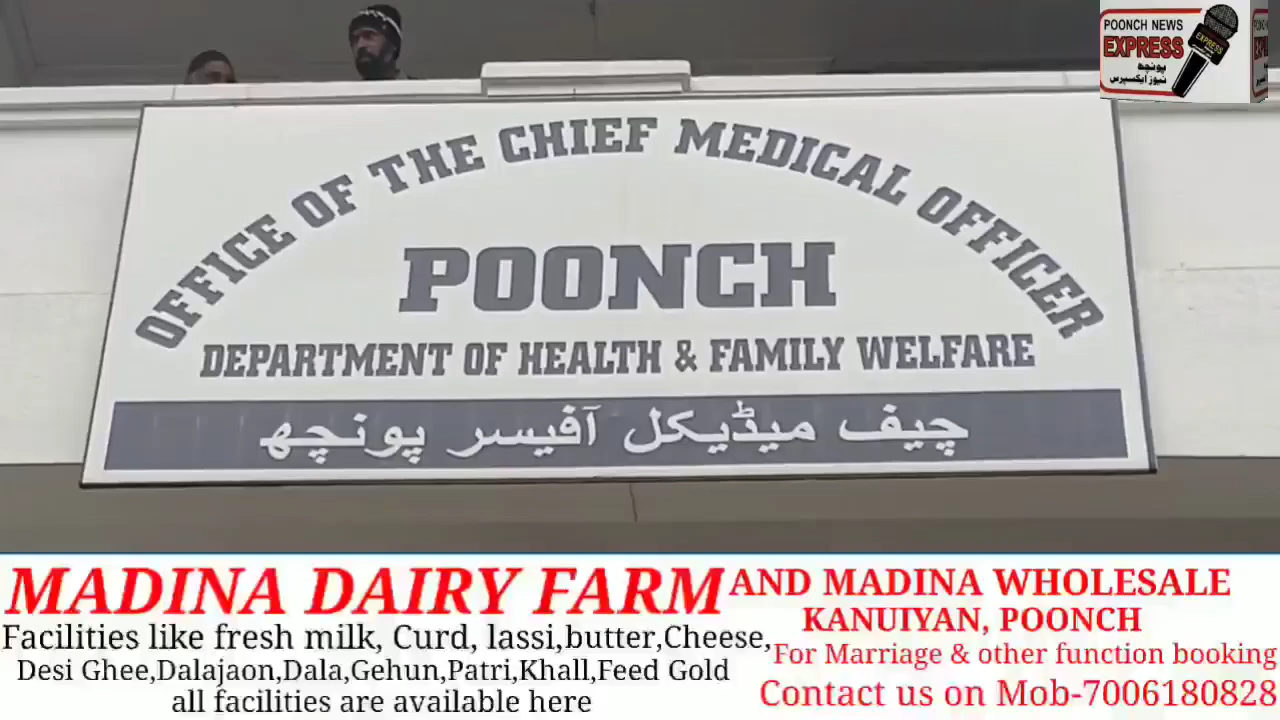 POONCH NEWS
EXPRESS
EXPRESS
پونچھ
نیوز ایکسپرس
OFFICE OF THE CHIEF MEDICAL OFFICER
POONCH
DEPARTMENT OF HEALTH & FAMILY WELFARE
چیف میڈیکل آفیسر پونچھ
MADINA DAIRY FARM AND MADINA WHOLESALE
KANUIYAN, POONCH
Facilities like fresh milk, Curd, lassi,butter,Cheese,
Desi Ghee,Dalajaon,Dala,Gehun,Patri,Khall,Feed Gold
all facilities are available here
For Marriage & other function booking
Contact us on Mob-7006180828